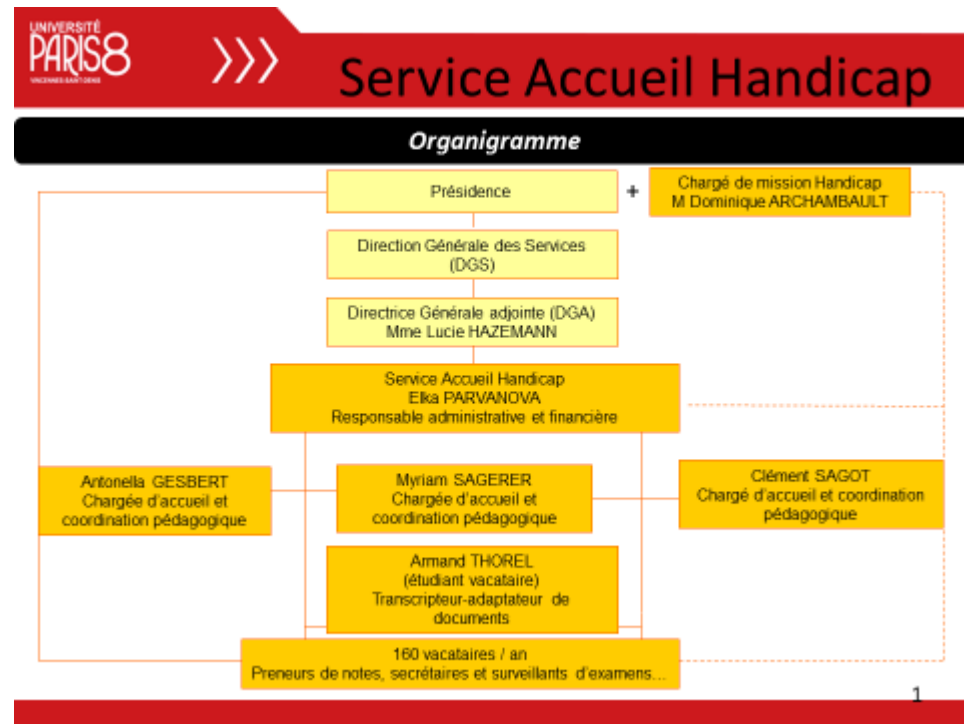 UNIVERSITÉ
PARIS8
VINCENNES-SAINT-DENIS
Service Accueil Handicap
Organigramme
Présidence
+
Chargé de mission Handicap
M Dominique ARCHAMBAULT
Direction Générale des Services
(DGS)
Directrice Générale adjointe (DGA)
Mme Lucie HAZEMANN
Service Accueil Handicap
Elka PARVANOVA
Responsable administrative et financière
Antonella GESBERT
Chargée d'accueil et
coordination pédagogique
Myriam SAGERER
Chargée d'accueil et
coordination pédagogique
Clément SAGOT
Chargé d'accueil et coordination
pédagogique
Armand THOREL
(étudiant vacataire)
Transcripteur-adaptateur de
documents
160 vacataires / an
Preneurs de notes, secrétaires et surveillants d'examens...
1